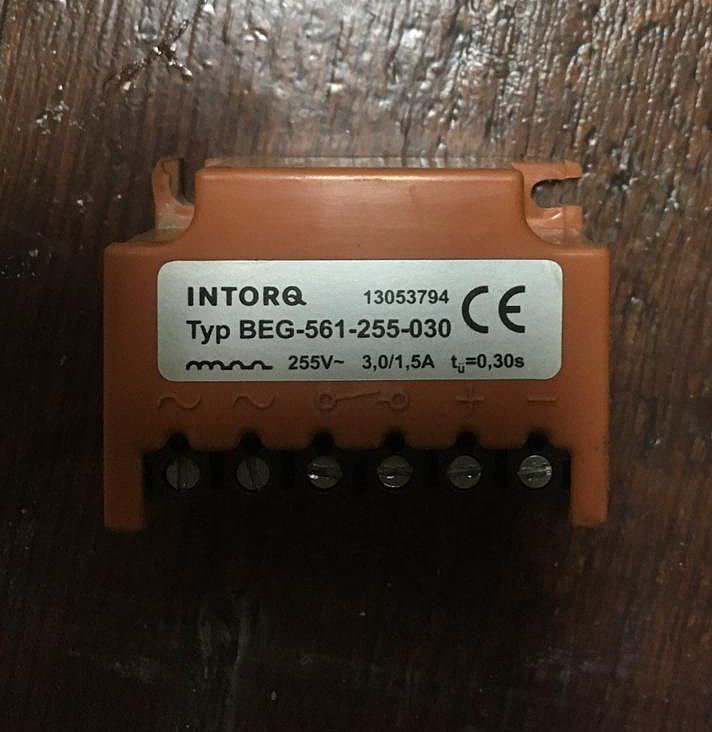 INTORQ 13053794 CE
Typ BEG-561-255-030
255V~ 3,0/1,5A tü=0,30s
~ ~ + −